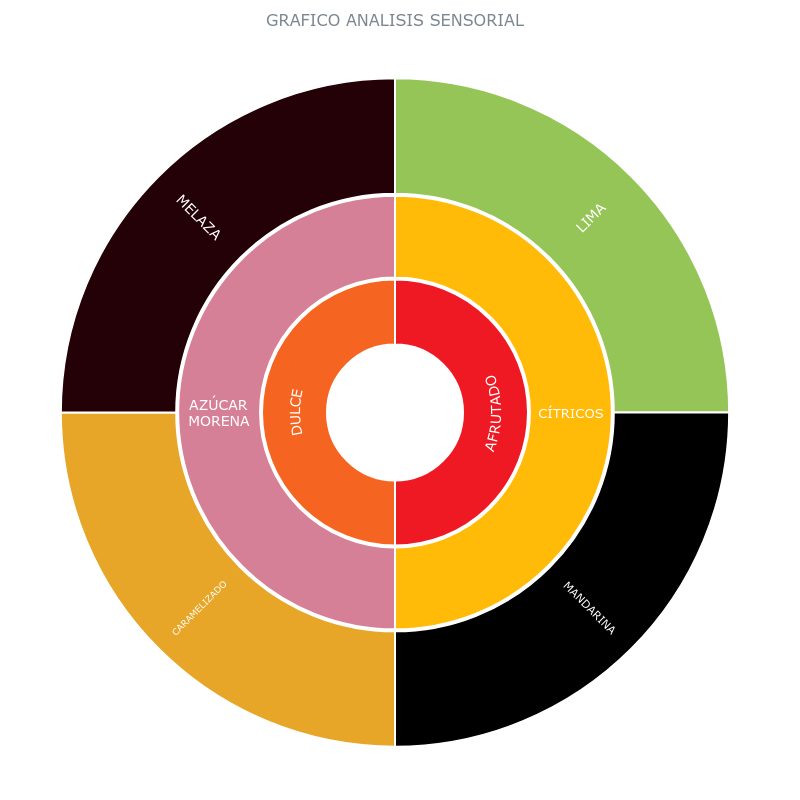 GRAFICO ANALISIS SENSORIAL
MELAZA
LIMA
AZÚCAR
MORENA
DULCE
AFRUTADO
CÍTRICOS
CARAMELIZADO
MANDARINA